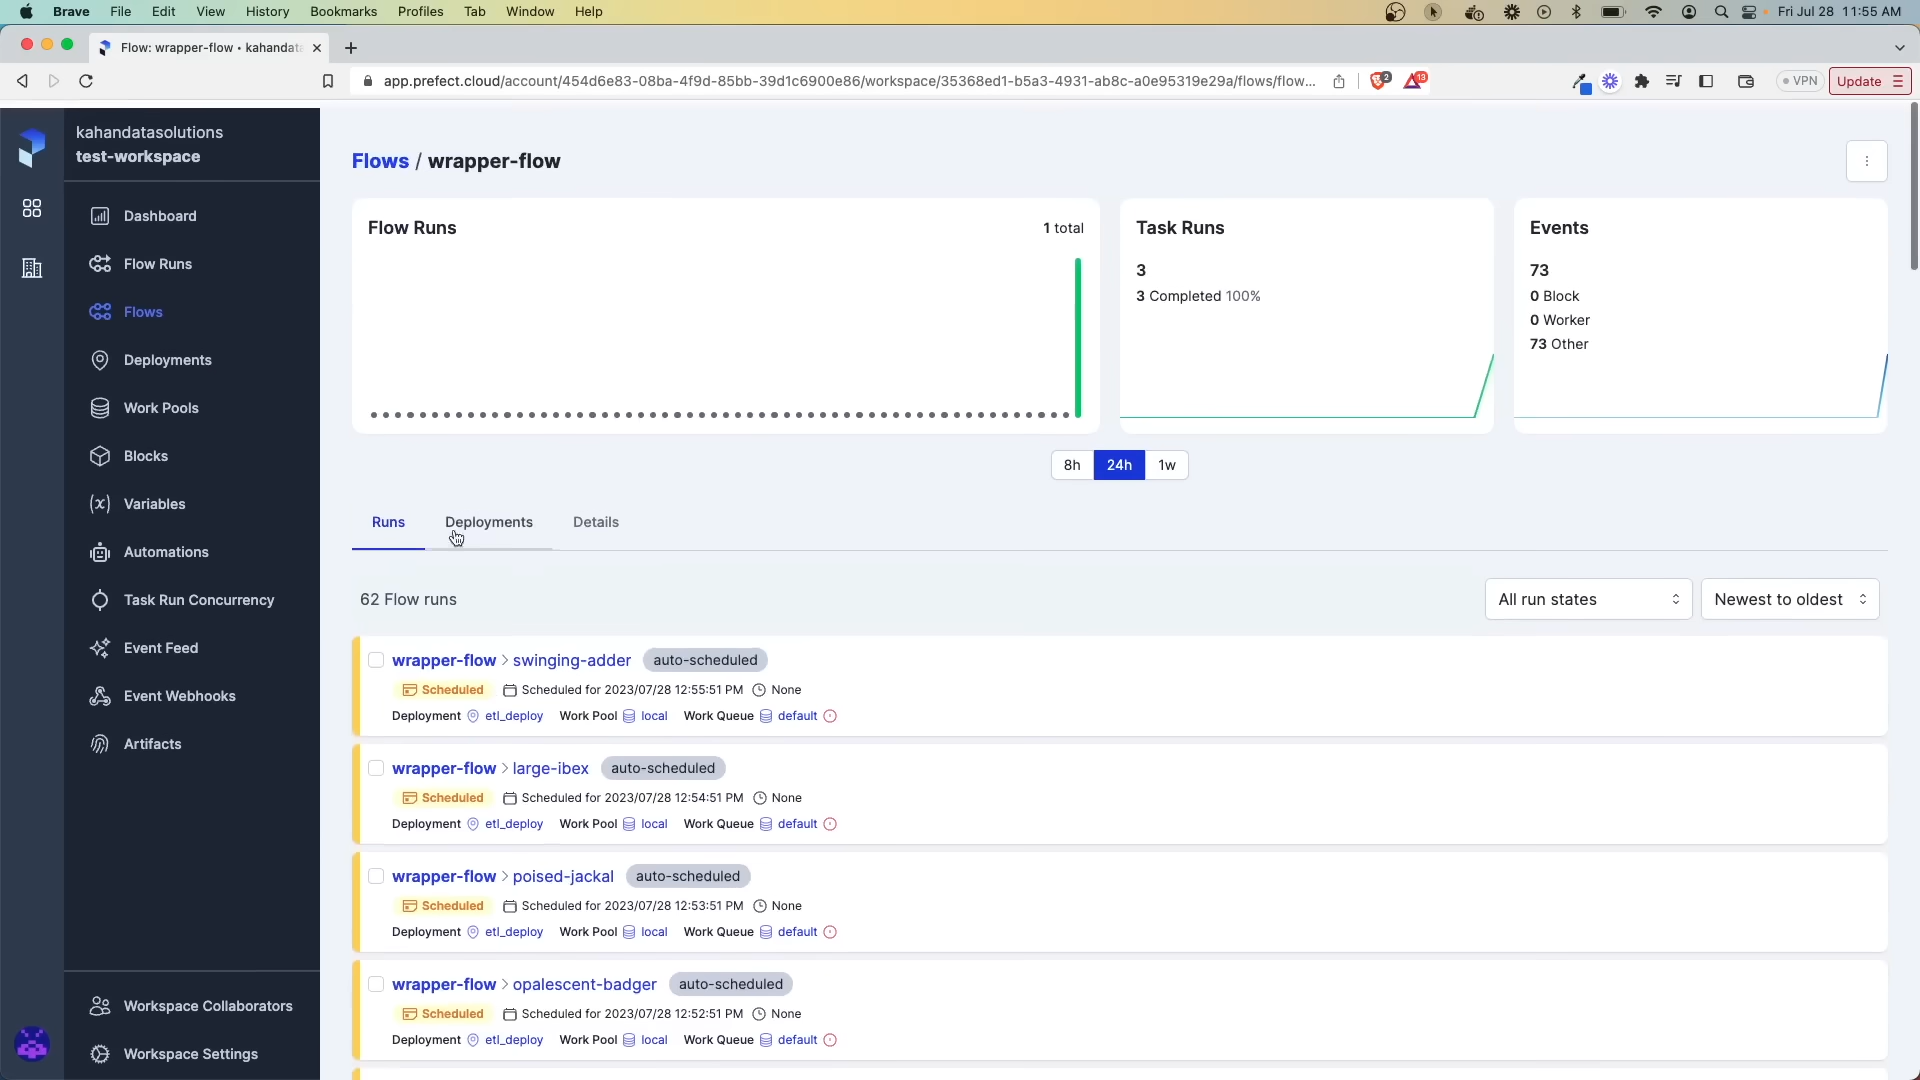 Brave File Edit View History Bookmarks Profiles Tab Window Help Fri Jul 28 11:55 AM
Flow: wrapper-flow • kahandata
app.prefect.cloud/account/454d6e83-08ba-4f9d-85bb-39d1c6900e86/workspace/35368ed1-b5a3-4931-ab8c-a0e95319e29a/flows/flow... 2 13 VPN Update
kahandatasolutions
test-workspace
Dashboard
Flow Runs
Flows
Deployments
Work Pools
Blocks
Variables
Automations
Task Run Concurrency
Event Feed
Event Webhooks
Artifacts
Workspace Collaborators
Workspace Settings
Flows / wrapper-flow
Flow Runs 1 total
Task Runs
3
3 Completed 100%
Events
73
0 Block
0 Worker
73 Other
8h 24h 1w
Runs Deployments Details
62 Flow runs All run states Newest to oldest
wrapper-flow > swinging-adder auto-scheduled
Scheduled Scheduled for 2023/07/28 12:55:51 PM None
Deployment etl_deploy Work Pool local Work Queue default
wrapper-flow > large-ibex auto-scheduled
Scheduled Scheduled for 2023/07/28 12:54:51 PM None
Deployment etl_deploy Work Pool local Work Queue default
wrapper-flow > poised-jackal auto-scheduled
Scheduled Scheduled for 2023/07/28 12:53:51 PM None
Deployment etl_deploy Work Pool local Work Queue default
wrapper-flow > opalescent-badger auto-scheduled
Scheduled Scheduled for 2023/07/28 12:52:51 PM None
Deployment etl_deploy Work Pool local Work Queue default